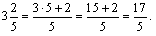 3 2/5 = (3·5+2)/5 = (15+2)/5 = 17/5.